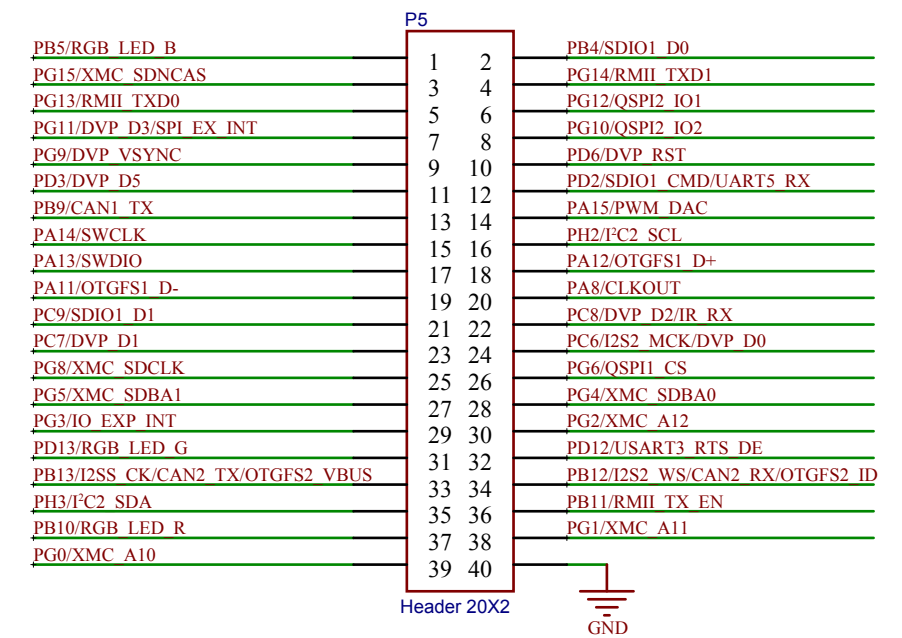 P5
PB5/RGB_LED_B 1 2 PB4/SDIO1_D0
PG15/XMC_SDNCAS 3 4 PG14/RMII_TXD1
PG13/RMII_TXD0 5 6 PG12/QSPI2_IO1
PG11/DVP_D3/SPI_EX_INT 7 8 PG10/QSPI2_IO2
PG9/DVP_VSYNC 9 10 PD6/DVP_RST
PD3/DVP_D5 11 12 PD2/SDIO1_CMD/UART5_RX
PB9/CAN1_TX 13 14 PA15/PWM_DAC
PA14/SWCLK 15 16 PH2/I²C2_SCL
PA13/SWDIO 17 18 PA12/OTGFS1_D+
PA11/OTGFS1_D- 19 20 PA8/CLKOUT
PC9/SDIO1_D1 21 22 PC8/DVP_D2/IR_RX
PC7/DVP_D1 23 24 PC6/I2S2_MCK/DVP_D0
PG8/XMC_SDCLK 25 26 PG6/QSPI1_CS
PG5/XMC_SDBA1 27 28 PG4/XMC_SDBA0
PG3/IO_EXP_INT 29 30 PG2/XMC_A12
PD13/RGB_LED_G 31 32 PD12/USART3_RTS_DE
PB13/I2SS_CK/CAN2_TX/OTGFS2_VBUS 33 34 PB12/I2S2_WS/CAN2_RX/OTGFS2_ID
PH3/I²C2_SDA 35 36 PB11/RMII_TX_EN
PB10/RGB_LED_R 37 38 PG1/XMC_A11
PG0/XMC_A10 39 40
Header 20X2
GND